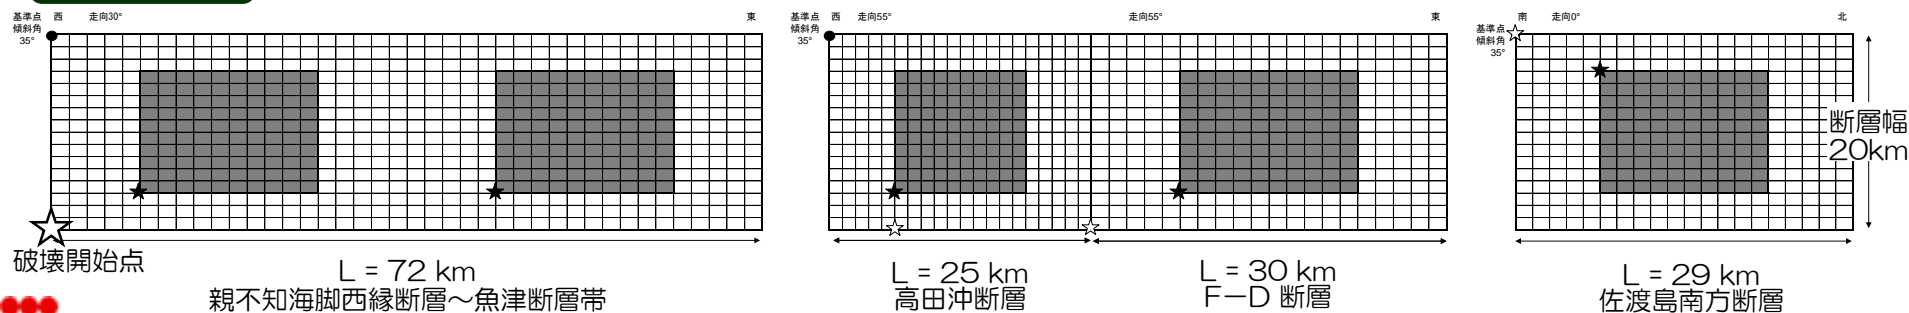 基準点 西 走向30° 東
傾斜角
35°
破壊開始点
L = 72 km
親不知海脚西縁断層～魚津断層帯
基準点 西 走向55° 走向55° 東
傾斜角
35°
L = 25 km
高田沖断層
L = 30 km
F－D 断層
基準点 南 走向0° 北
傾斜角
35°
断層幅
20km
L = 29 km
佐渡島南方断層